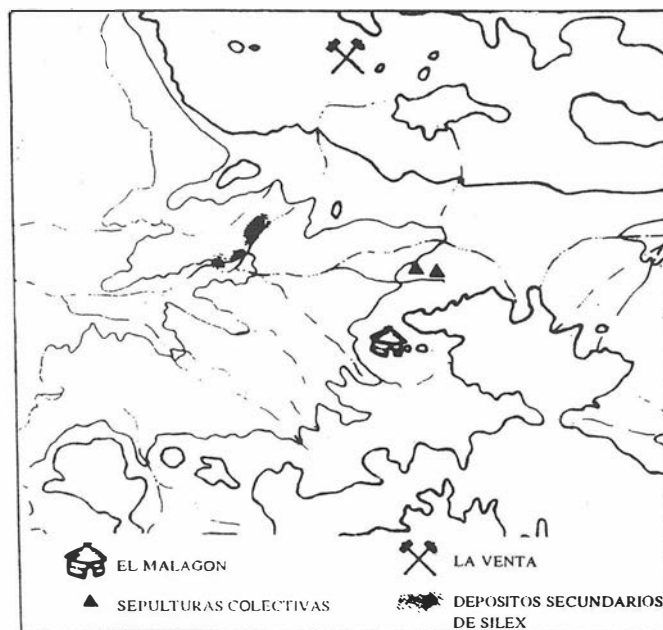 EL MALAGON
LA VENTA
SEPULTURAS COLECTIVAS
DEPOSITOS SECUNDARIOS
DE SILEX